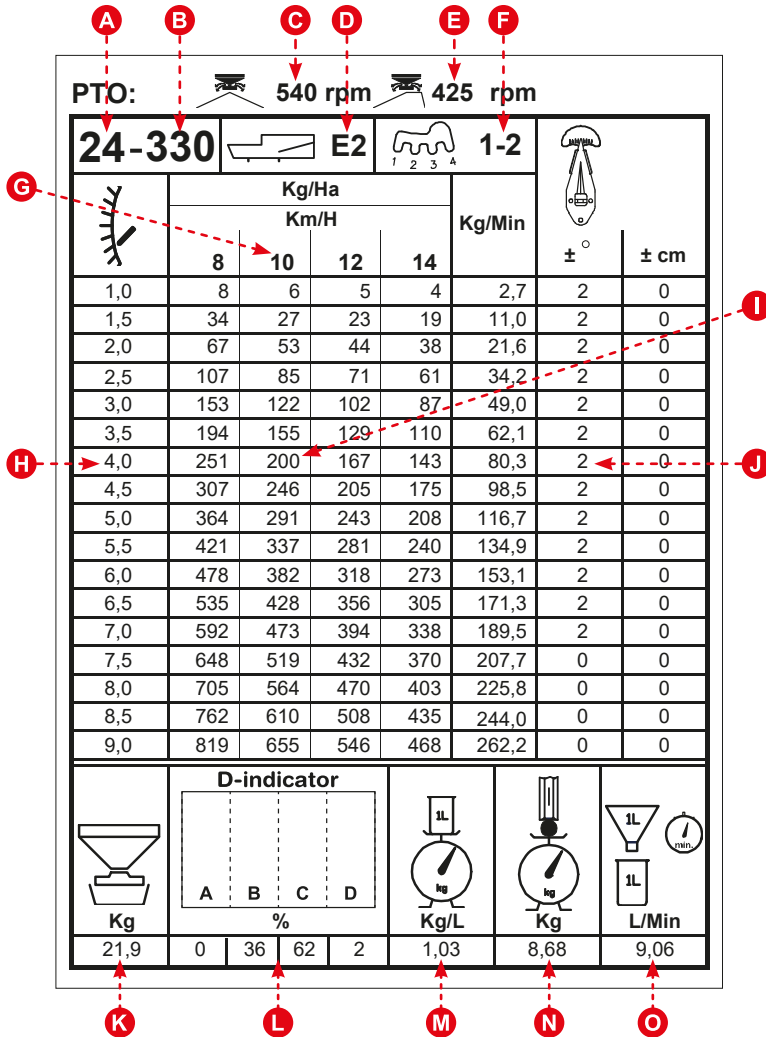 A B C D E F
PTO: 540 rpm 425 rpm
24-330 E2 1 2 3 4 1-2
G
Kg/Ha
Km/H Kg/Min
8 10 12 14 ± ° ± cm
1,0 8 6 5 4 2,7 2 0
I
1,5 34 27 23 19 11,0 2 0
2,0 67 53 44 38 21,6 2 0
2,5 107 85 71 61 34,2 2 0
3,0 153 122 102 87 49,0 2 0
3,5 194 155 129 110 62,1 2 0
H 4,0 251 200 167 143 80,3 2 0 J
4,5 307 246 205 175 98,5 2 0
5,0 364 291 243 208 116,7 2 0
5,5 421 337 281 240 134,9 2 0
6,0 478 382 318 273 153,1 2 0
6,5 535 428 356 305 171,3 2 0
7,0 592 473 394 338 189,5 2 0
7,5 648 519 432 370 207,7 0 0
8,0 705 564 470 403 225,8 0 0
8,5 762 610 508 435 244,0 0 0
9,0 819 655 546 468 262,2 0 0
D-indicator
1L kg
kg
1L min. 1L
A B C D
Kg % Kg/L Kg L/Min
21,9 0 36 62 2 1,03 8,68 9,06
K L M N O